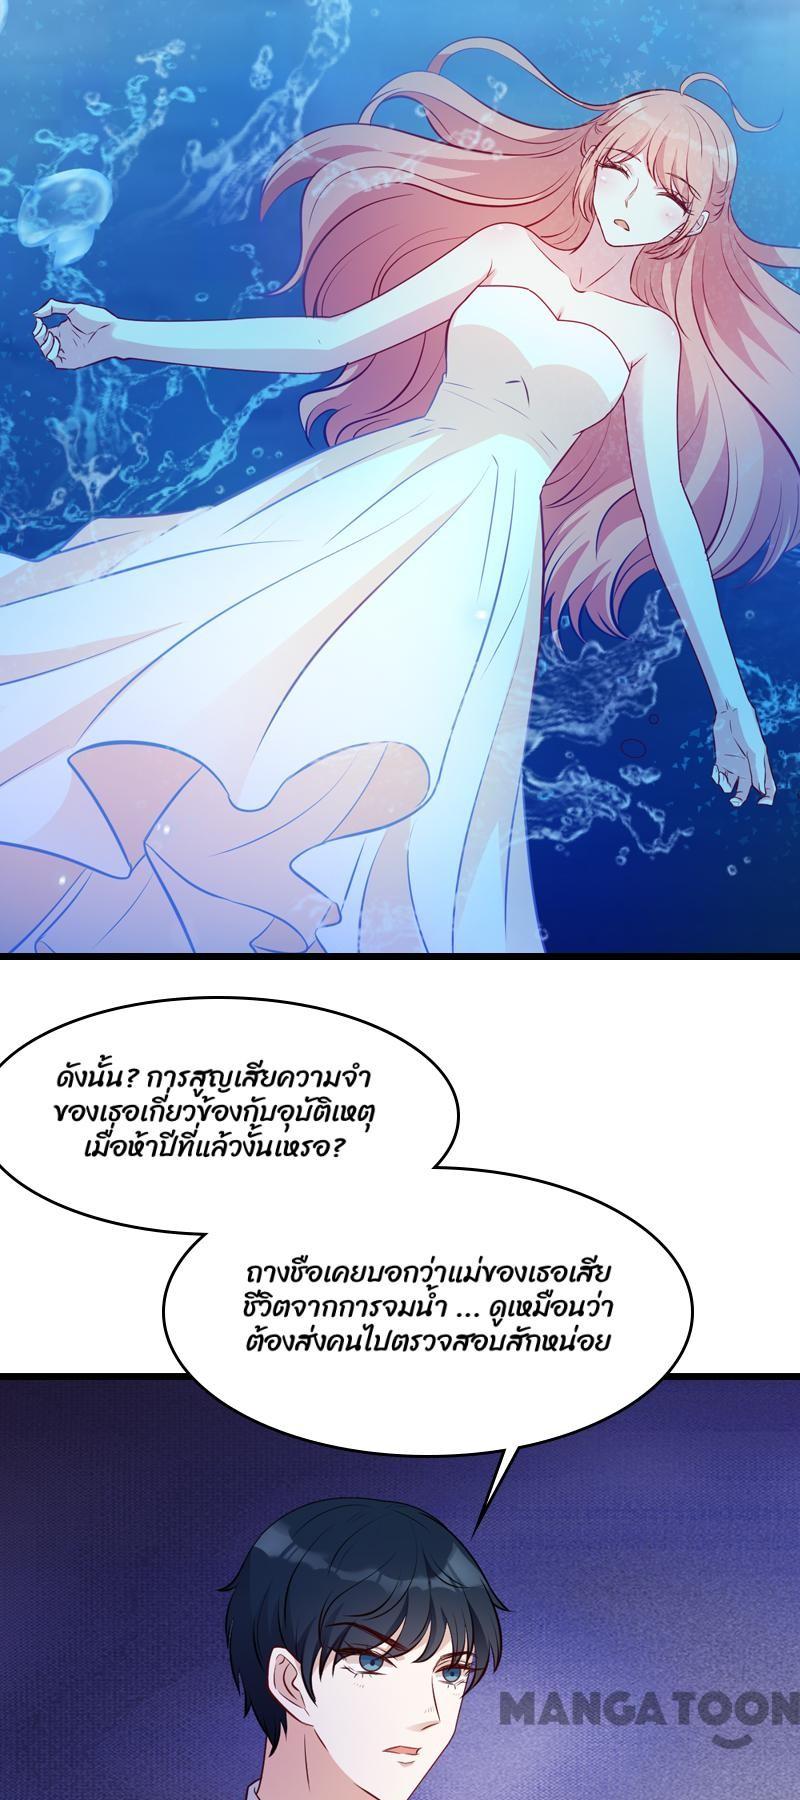 ดังนั้น? การสูญเสียความจำ
ของเธอเกี่ยวข้องกับอุบัติเหตุ
เมื่อห้าปีที่แล้วงั้นเหรอ?
ถางซือเคยบอกว่าแม่ของเธอเสีย
ชีวิตจากการจมน้ำ ... ดูเหมือนว่า
ต้องส่งคนไปตรวจสอบสักหน่อย
MANGATOON